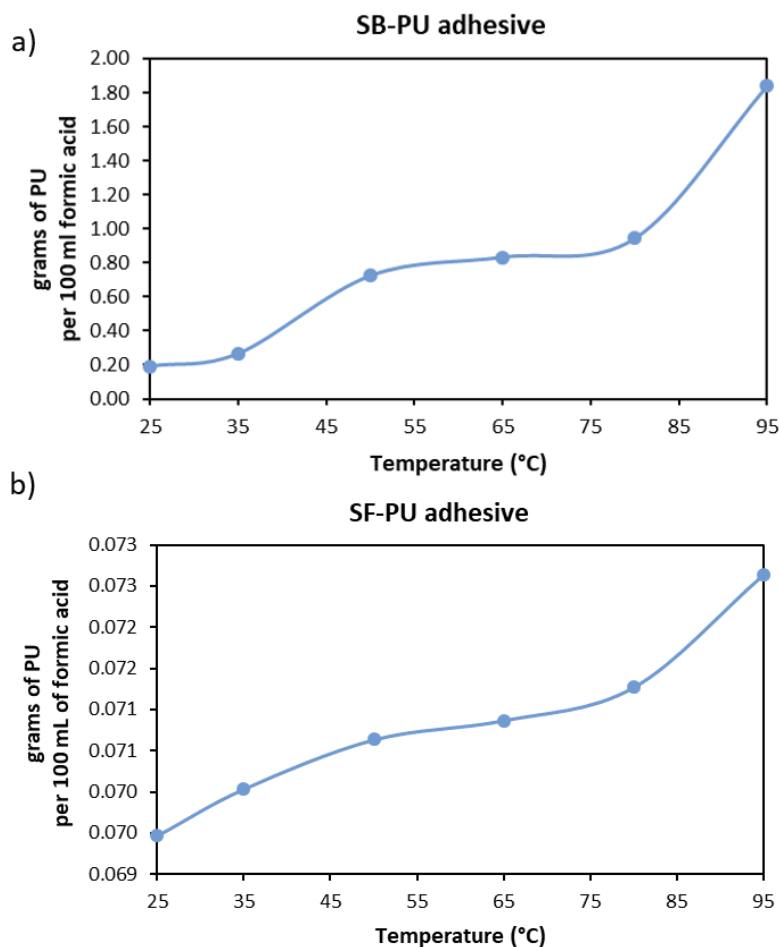 a)
SB-PU adhesive
grams of PU
per 100 ml formic acid
2.00
1.80
1.60
1.40
1.20
1.00
0.80
0.60
0.40
0.20
0.00
25 35 45 55 65 75 85 95
Temperature (°C)
b)
SF-PU adhesive
grams of PU
per 100 mL of formic acid
0.073
0.073
0.072
0.072
0.071
0.071
0.070
0.070
0.069
25 35 45 55 65 75 85 95
Temperature (°C)